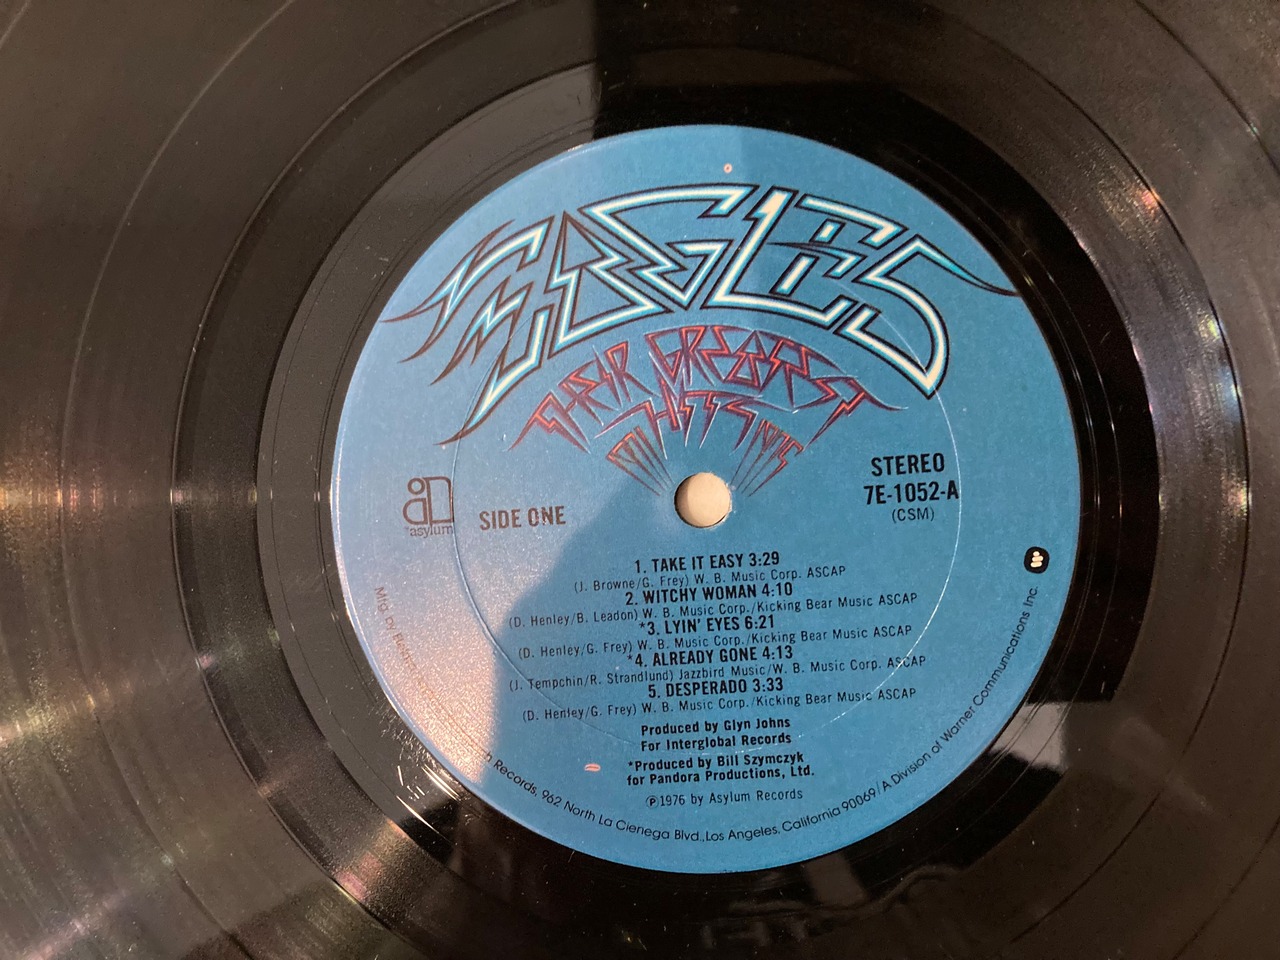 EAGLES
THEIR GREATEST
HITS
STEREO
7E-1052-A
(CSM)
asylum
SIDE ONE
1. TAKE IT EASY 3:29
(J. Browne/G. Frey) W. B. Music Corp. ASCAP
2. WITCHY WOMAN 4:10
(D. Henley/B. Leadon) W. B. Music Corp./Kicking Bear Music ASCAP
*3. LYIN' EYES 6:21
(D. Henley/G. Frey) W. B. Music Corp./Kicking Bear Music ASCAP
*4. ALREADY GONE 4:13
(J. Tempchin/R. Strandlund) Jazzbird Music/W. B. Music Corp. ASCAP
5. DESPERADO 3:33
(D. Henley/G. Frey) W. B. Music Corp./Kicking Bear Music ASCAP
Produced by Glyn Johns
For Interglobal Records
*Produced by Bill Szymczyk
for Pandora Productions, Ltd.
℗1976 by Asylum Records
Mfg. by Records, 962 North La Cienega Blvd., Los Angeles, California 90069/A Division of Warner Communications Inc.